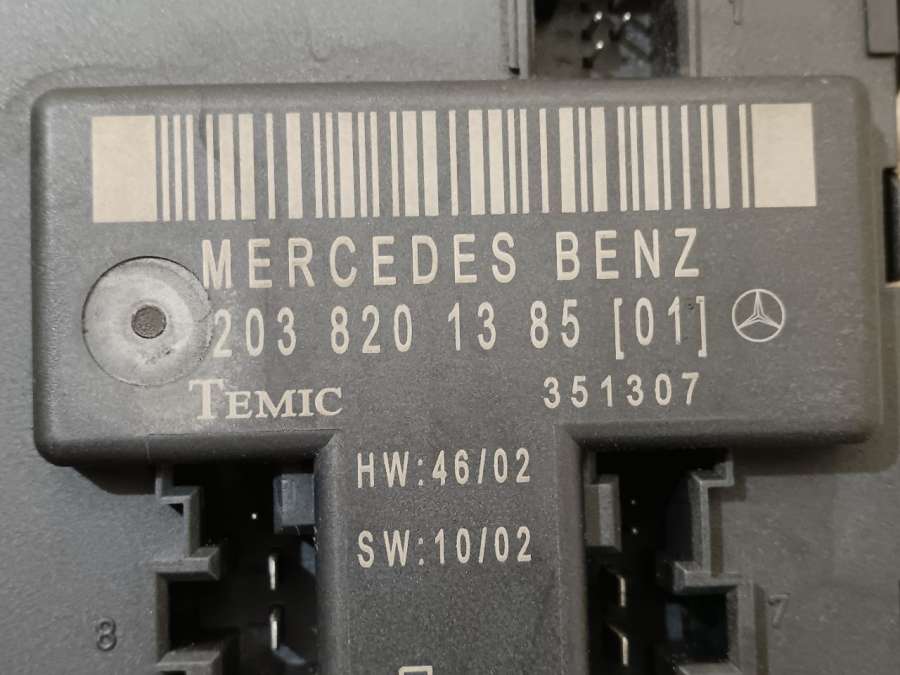 MERCEDES BENZ
203 820 13 85 [01]
TEMIC 351307
HW:46/02
SW:10/02
8 7